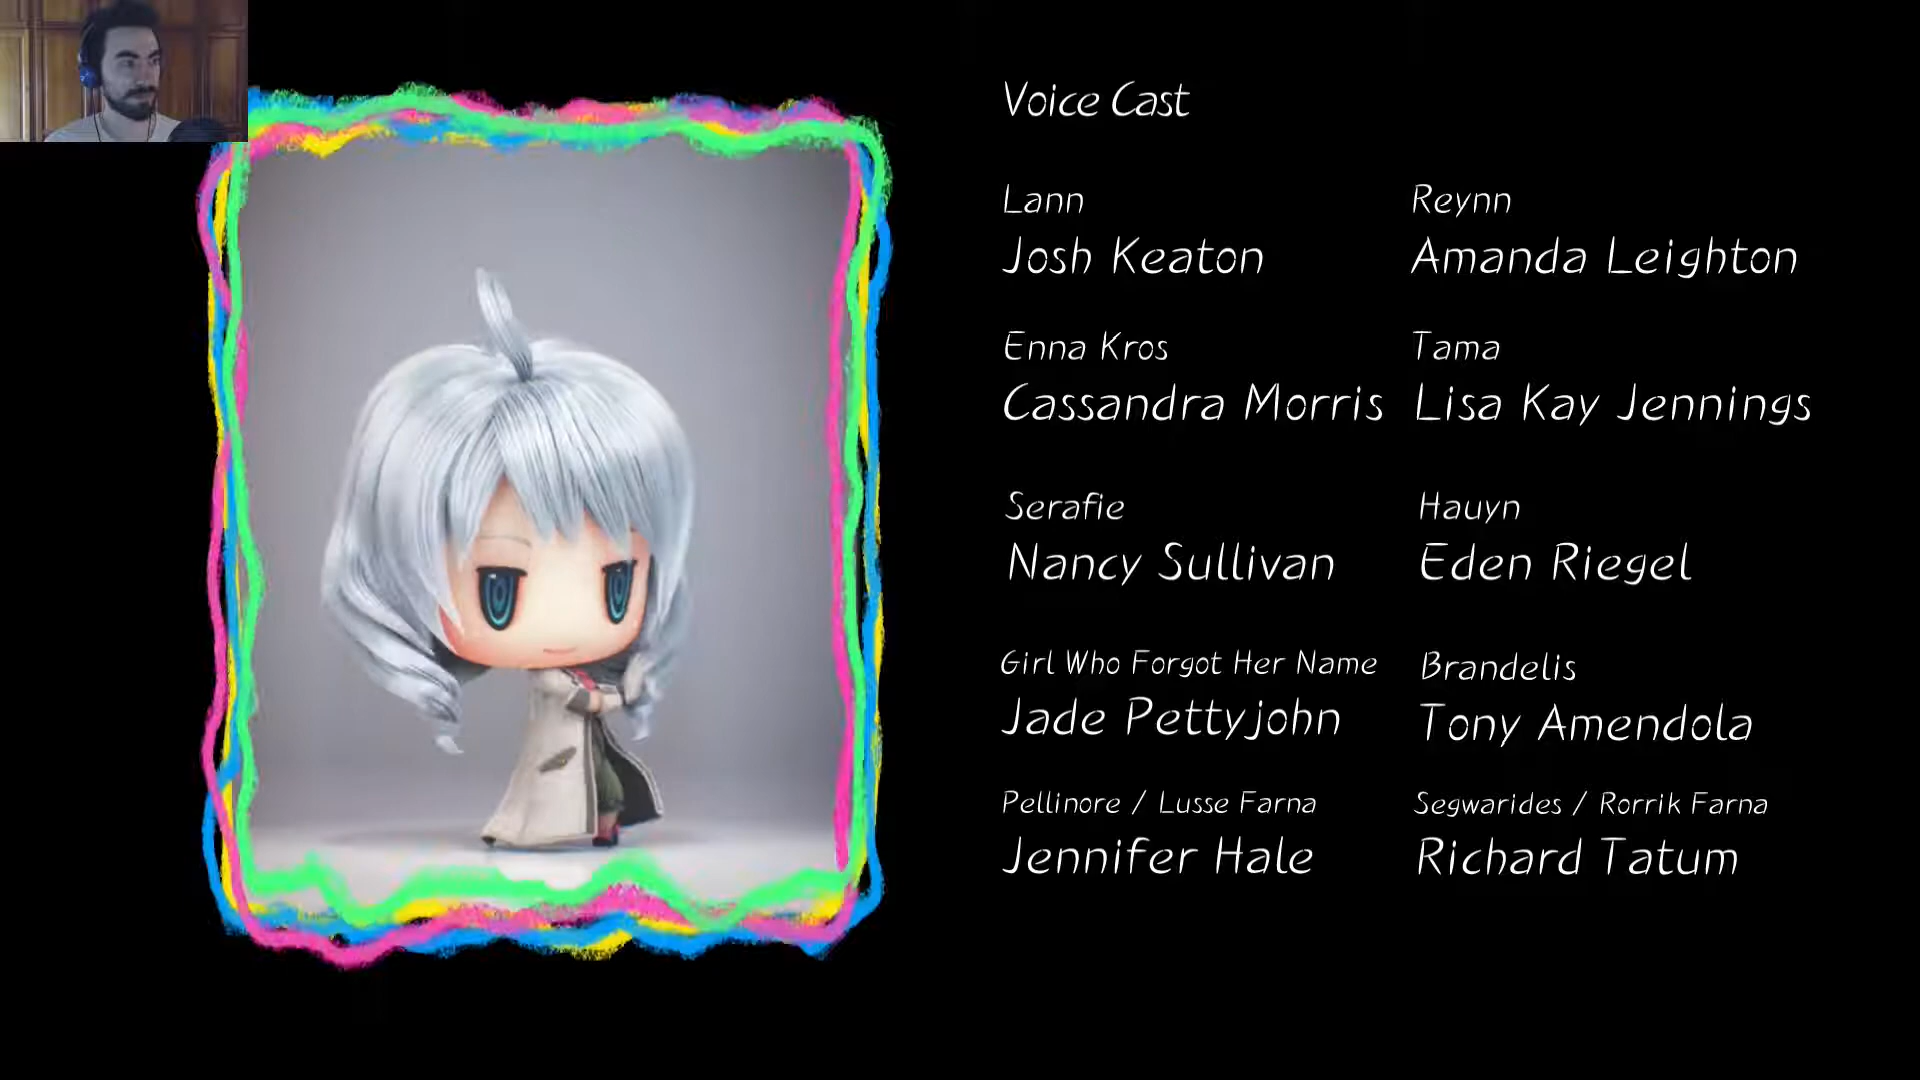 Voice Cast
Lann
Reynn
Josh Keaton
Amanda Leighton
Enna Kros
Tama
Cassandra Morris
Lisa Kay Jennings
Serafie
Hauyn
Nancy Sullivan
Eden Riegel
Girl Who Forgot Her Name
Brandelis
Jade Pettyjohn
Tony Amendola
Pellinore / Lusse Farna
Segwarides / Rorrik Farna
Jennifer Hale
Richard Tatum